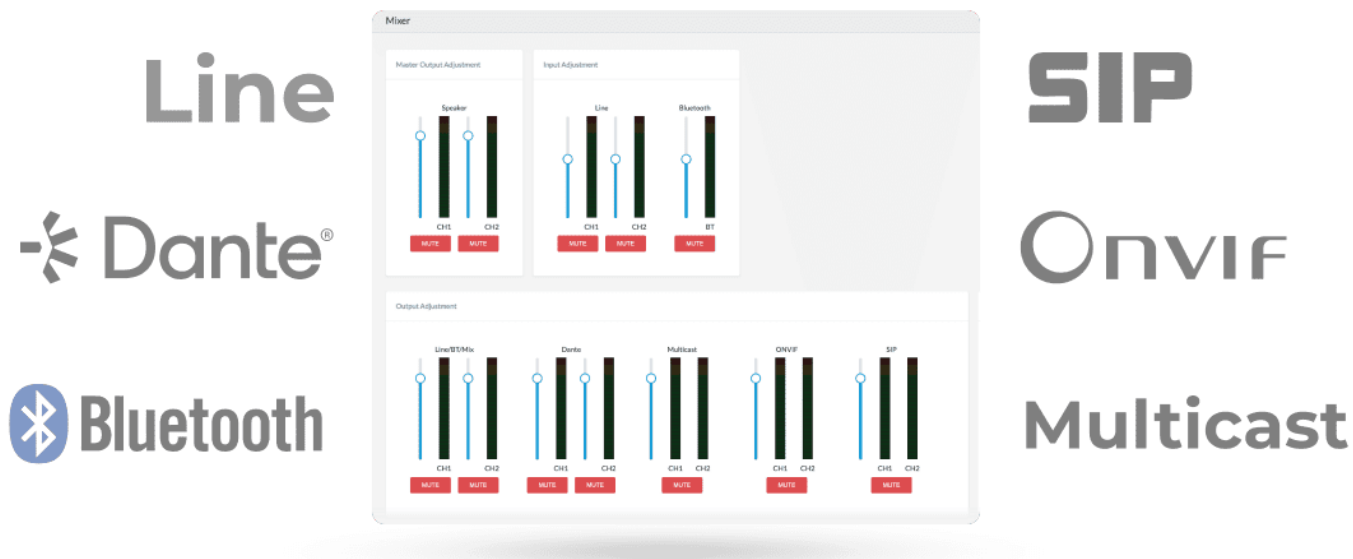 Mixer
Line
Dante®
Bluetooth
Master Output Adjustment
Speaker
CH1 CH2
MUTE MUTE
Input Adjustment
Line Bluetooth
CH1 CH2 BT
MUTE MUTE MUTE
Output Adjustment
Line/BT/Mix Dante Multicast ONVIF SIP
CH1 CH2 CH1 CH2 CH1 CH2 CH1 CH2 CH1 CH2
MUTE MUTE MUTE MUTE MUTE MUTE MUTE
SIP
ONVIF
Multicast